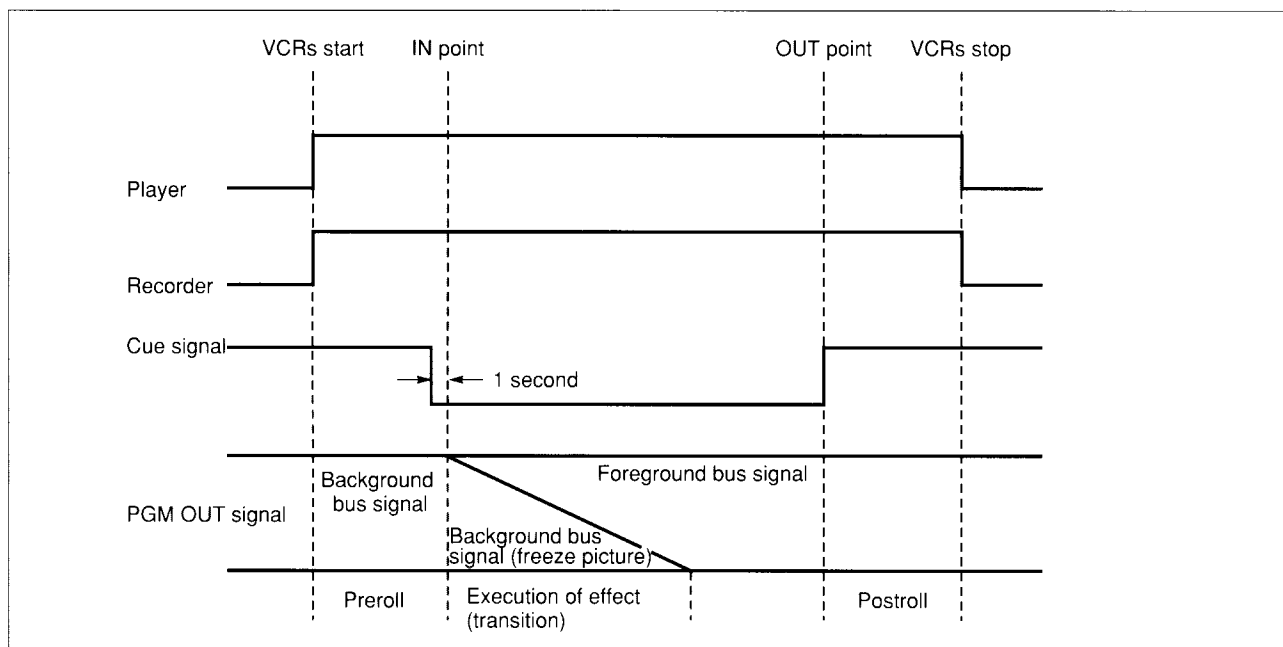 VCRs start IN point OUT point VCRs stop
Player
Recorder
Cue signal
1 second
Foreground bus signal
Background
bus signal
PGM OUT signal
Background bus
signal (freeze picture)
Preroll
Execution of effect
(transition)
Postroll